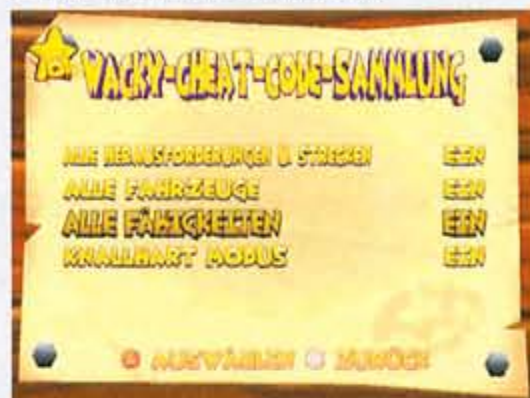 WACKY-CHEAT-CODE-SAMMLUNG
ALLE HERAUSFORDERUNGEN U. STRECKEN EIN
ALLE FAHRZEUGE EIN
ALLE FÄHIGKEITEN EIN
KNALLHART MODUS EIN
AUSWÄHLEN ZURÜCK